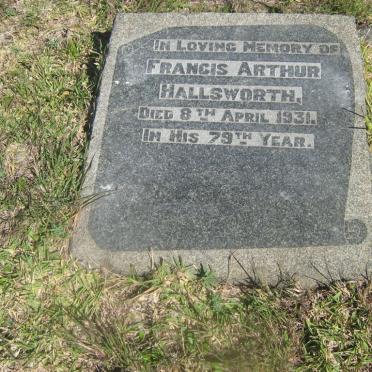 In Loving Memory of
Francis Arthur
Hallsworth,
Died 8th April 1931.
In His 79th Year.